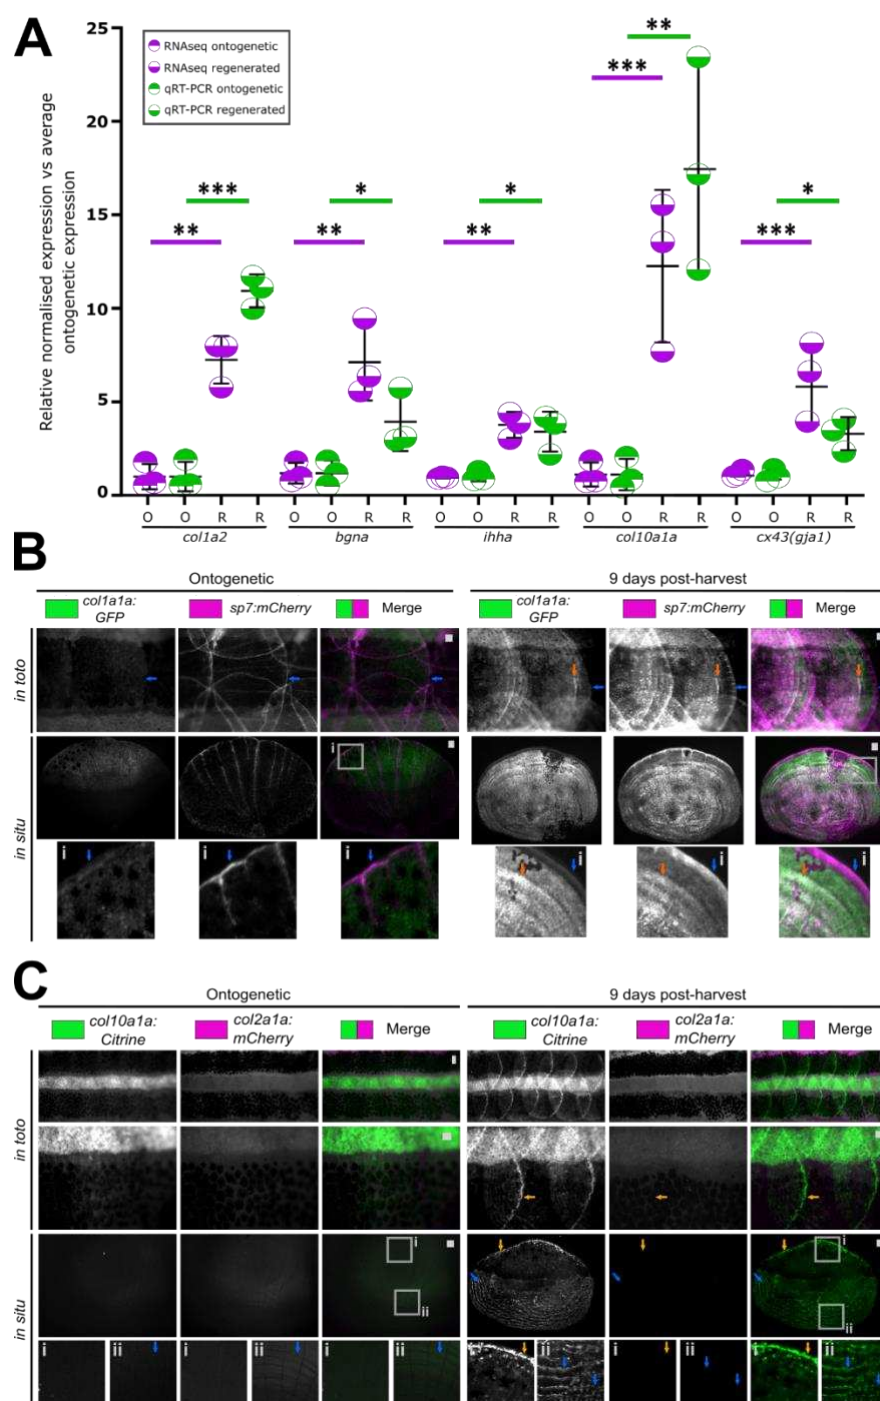 A
25
20
15
10
5
0
Relative normalised expression vs average
ontogenetic expression
RNAseq ontogenetic
RNAseq regenerated
qRT-PCR ontogenetic
qRT-PCR regenerated
** *** ** * ** * *** ** *** *
O O R R O O R R O O R R O O R R O O R R
col1a2 bgna ihha col10a1a cx43(gja1)
B
Ontogenetic 9 days post-harvest
col1a1a:
GFP
sp7:mCherry
Merge
col1a1a:
GFP
sp7:mCherry
Merge
in toto
in situ
i
i i i i i i
C
Ontogenetic 9 days post-harvest
col10a1a:
Citrine
col2a1a:
mCherry
Merge
col10a1a:
Citrine
col2a1a:
mCherry
Merge
in toto
in situ
i
ii
i
ii
i ii i ii i ii i ii i ii i ii